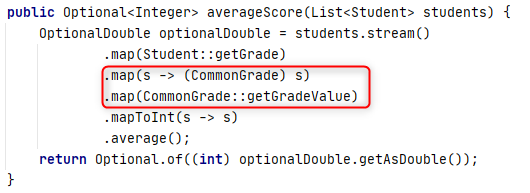 public Optional<Integer> averageScore(List<Student> students) {
    OptionalDouble optionalDouble = students.stream()
            .map(Student::getGrade)
            .map(s -> (CommonGrade) s)
            .map(CommonGrade::getGradeValue)
            .mapToInt(s -> s)
            .average();
    return Optional.of((int) optionalDouble.getAsDouble());
}